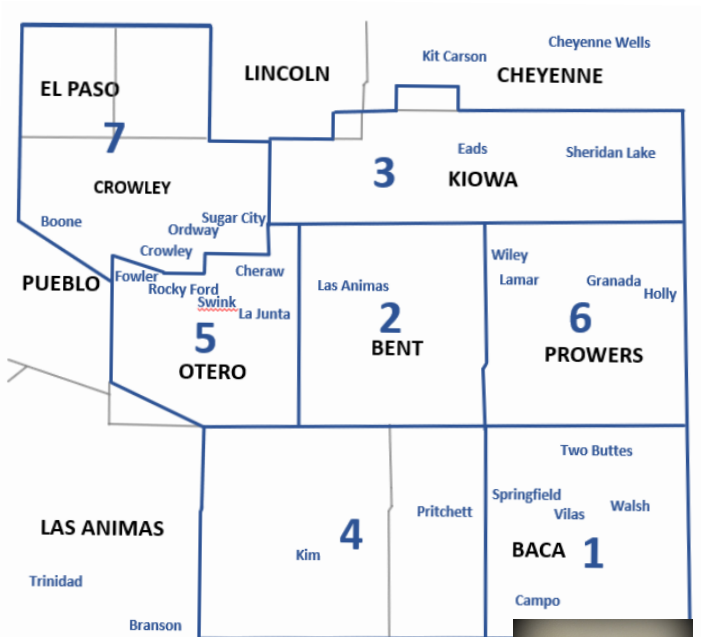 Cheyenne Wells
Kit Carson
LINCOLN
CHEYENNE
EL PASO
7
Eads
Sheridan Lake
3
KIOWA
CROWLEY
Sugar City
Boone
Ordway
Crowley
Wiley
PUEBLO
Fowler
Cheraw
Lamar
Granada
Rocky Ford
Las Animas
Holly
Swink
La Junta
2
6
5
BENT
PROWERS
OTERO
Two Buttes
Springfield
Walsh
Pritchett
Vilas
LAS ANIMAS
4
Kim
BACA
1
Trinidad
Campo
Branson